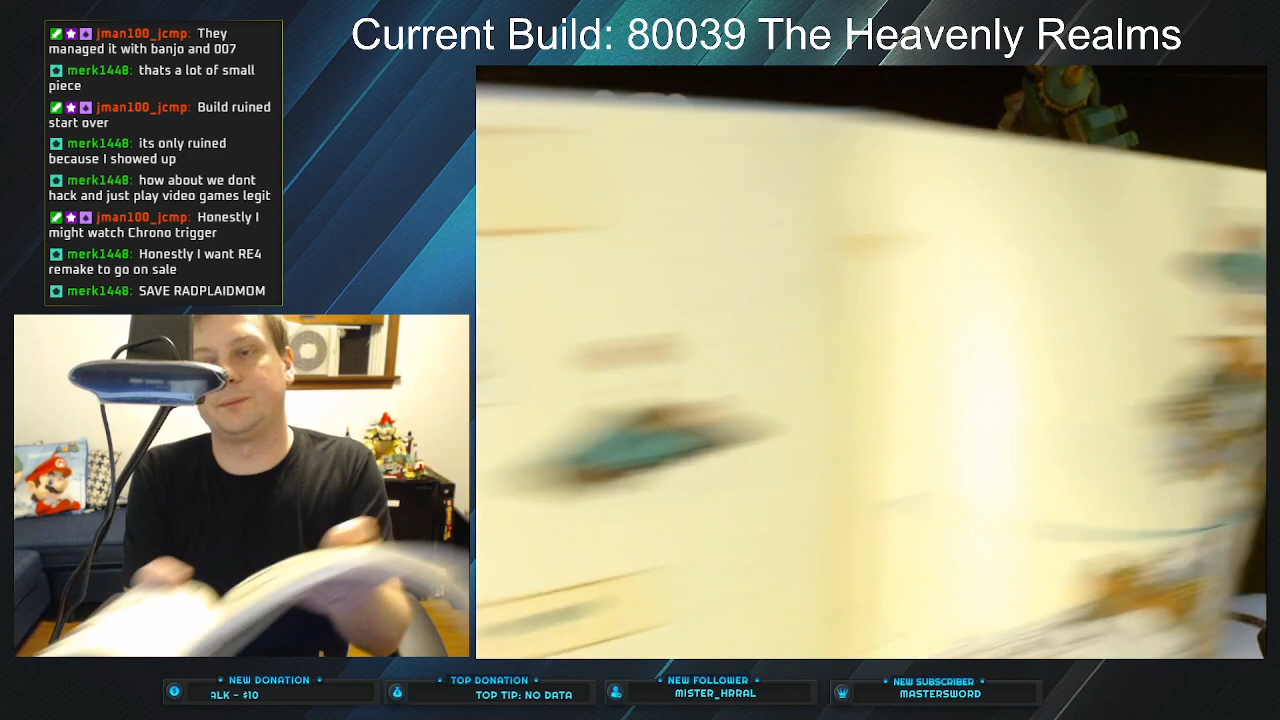 Current Build: 80039 The Heavenly Realms
jman100_jcmp: They
managed it with banjo and 007
merk1448: thats a lot of small
piece
jman100_jcmp: Build ruined
start over
merk1448: its only ruined
because I showed up
merk1448: how about we dont
hack and just play video games legit
jman100_jcmp: Honestly I
might watch Chrono trigger
merk1448: Honestly I want RE4
remake to go on sale
merk1448: SAVE RADPLAIDMOM
NEW DONATION
ALK - $10
TOP DONATION
TOP TIP: NO DATA
NEW FOLLOWER
MISTER_HRRAL
NEW SUBSCRIBER
MASTERSWORD